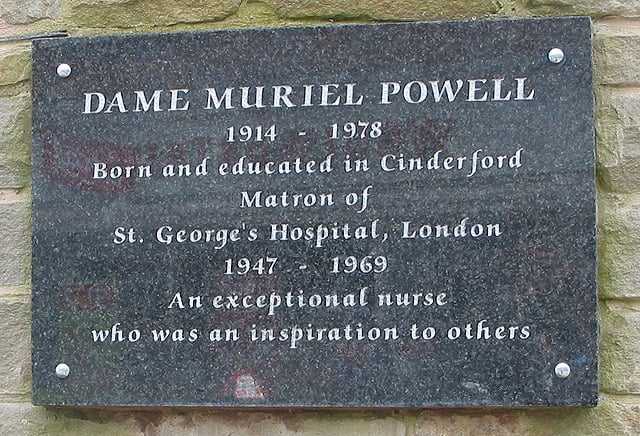 DAME MURIEL POWELL
1914 - 1978
Born and educated in Cinderford
Matron of
St. George's Hospital, London
1947 - 1969
An exceptional nurse
who was an inspiration to others